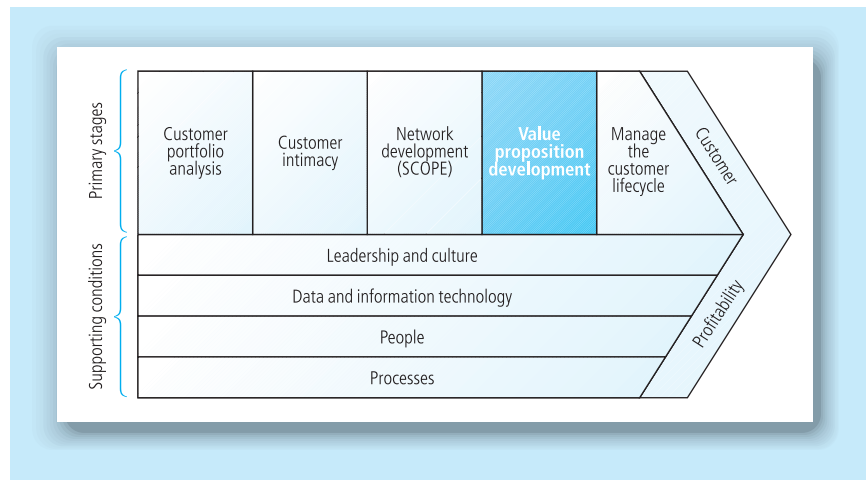 Primary stages
Customer
portfolio
analysis
Customer
intimacy
Network
development
(SCOPE)
Value
proposition
development
Manage
the
customer
lifecycle
Customer
Profitability
Supporting conditions
Leadership and culture
Data and information technology
People
Processes